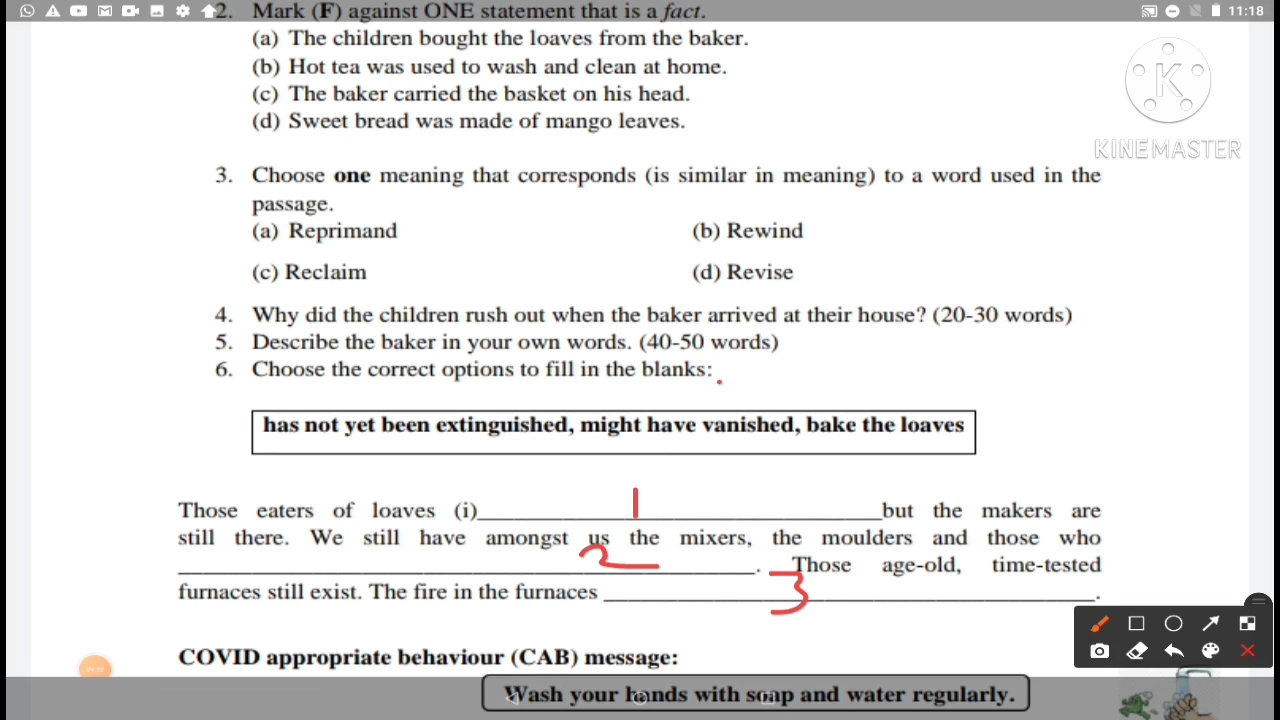 11:18
2. Mark (F) against ONE statement that is a fact.
(a) The children bought the loaves from the baker.
(b) Hot tea was used to wash and clean at home.
(c) The baker carried the basket on his head.
(d) Sweet bread was made of mango leaves.
K
KINEMASTER
3. Choose one meaning that corresponds (is similar in meaning) to a word used in the
passage.
(a) Reprimand (b) Rewind
(c) Reclaim (d) Revise
4. Why did the children rush out when the baker arrived at their house? (20-30 words)
5. Describe the baker in your own words. (40-50 words)
6. Choose the correct options to fill in the blanks:
has not yet been extinguished, might have vanished, bake the loaves
Those eaters of loaves (i)____1____but the makers are
still there. We still have amongst us the mixers, the moulders and those who
____2____. Those age-old, time-tested
furnaces still exist. The fire in the furnaces ____3____.
COVID appropriate behaviour (CAB) message:
Wash your hands with soap and water regularly.